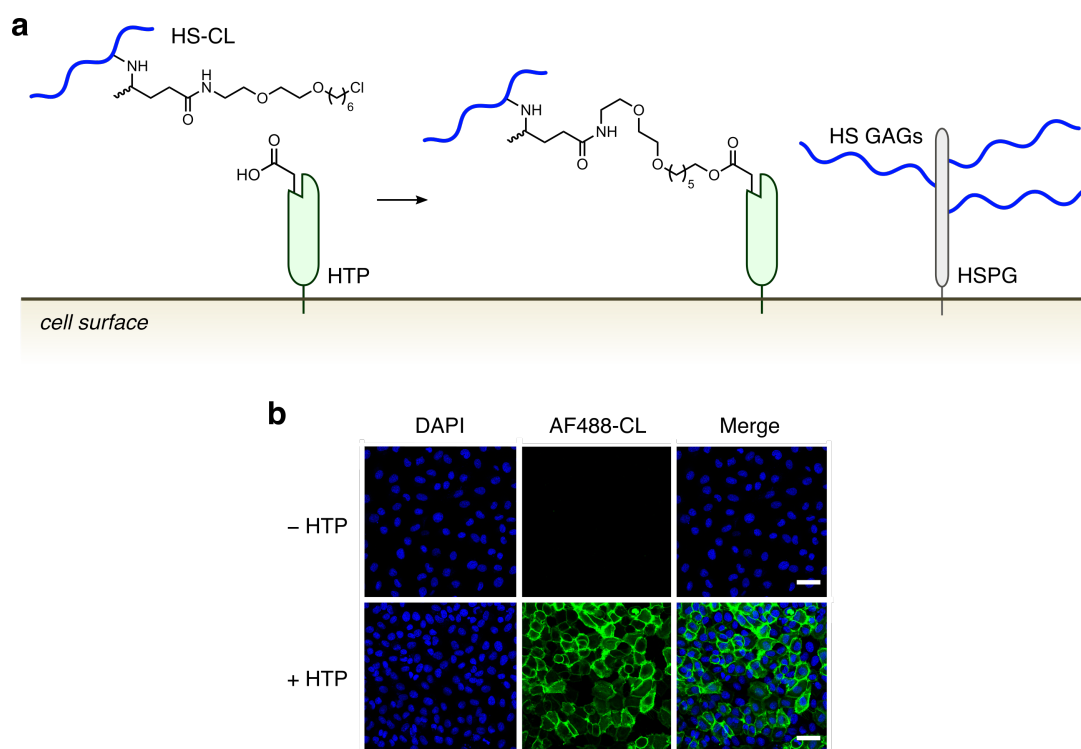 a
HS-CL
NH
H
N
O
O
O
Cl
6
O
HO
HTP
NH
O
H
N
O
O
5
O
O
O
HTP
HS GAGs
HSPG
cell surface
b
DAPI AF488-CL Merge
– HTP
+ HTP